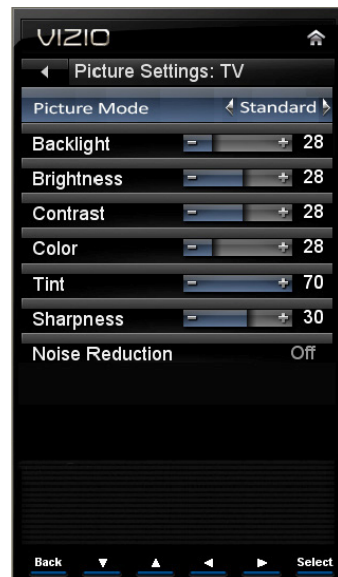 VIZIO
Picture Settings: TV
Picture Mode Standard
Backlight - + 28
Brightness - + 28
Contrast - + 28
Color - + 28
Tint - + 70
Sharpness - + 30
Noise Reduction Off
Back ▼ ▲ ◀ ▶ Select